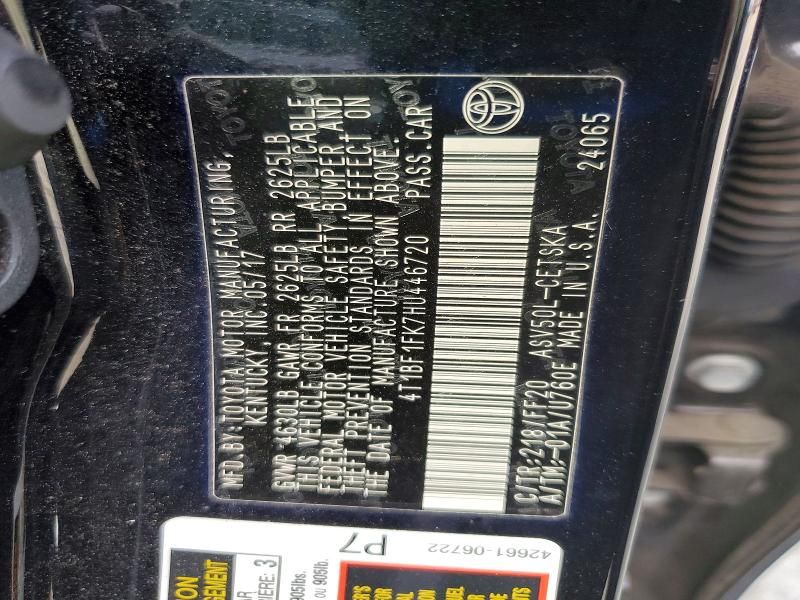 MFD. BY: TOYOTA MOTOR MANUFACTURING,
KENTUCKY, INC. 05/17
GVWR 4630LB GAWR FR 2625LB RR 2625LB
THIS VEHICLE CONFORMS TO ALL APPLICABLE
FEDERAL MOTOR VEHICLE SAFETY, BUMPER, AND
THEFT PREVENTION STANDARDS IN EFFECT ON
THE DATE OF MANUFACTURE SHOWN ABOVE.
4T1BF1FK7HU446720 PASS. CAR
C/TR:218/FF20 ASV50L-CETSKA
A/TM:-01A/U760E MADE IN U.S.A. 24065
TOYOTA
P7
42661-06722